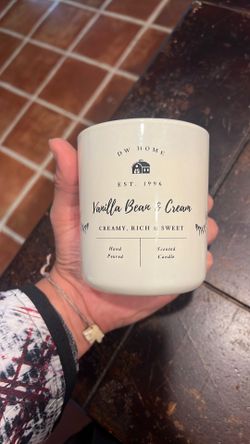 DW HOME
EST. 1996
Vanilla Bean & Cream
CREAMY, RICH & SWEET
Hand Scented
Poured Candle